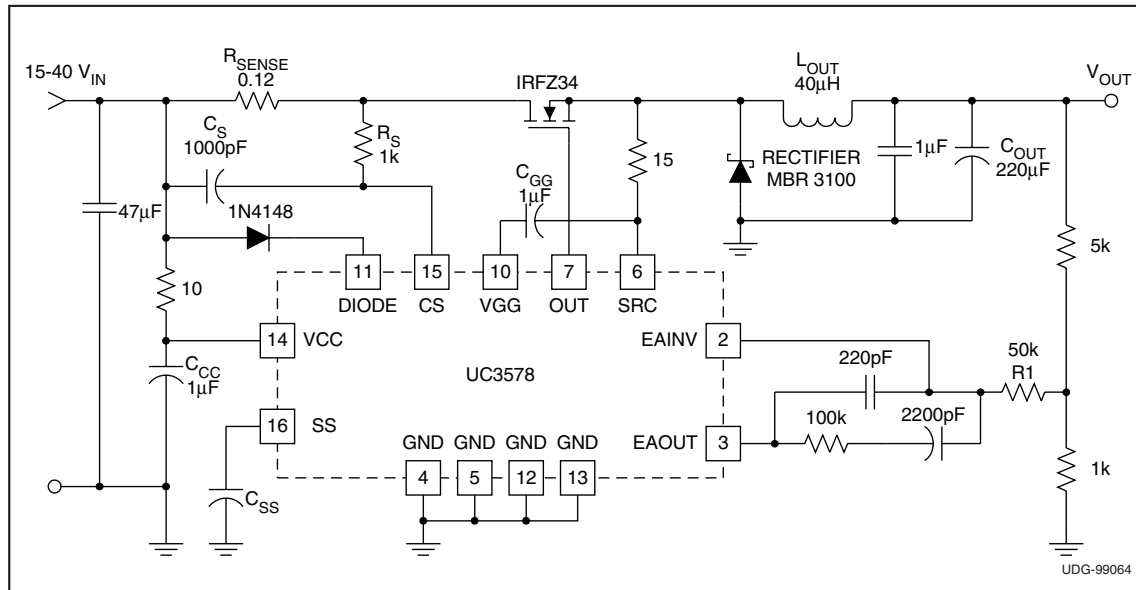 15-40 V_IN
R_SENSE
0.12
IRFZ34
L_OUT
40µH
V_OUT
C_S
1000pF
R_S
1k
15
RECTIFIER
MBR 3100
1µF
C_OUT
220µF
C_GG
1µF
47µF
1N4148
5k
10
11
15
10
7
6
DIODE
CS
VGG
OUT
SRC
14
VCC
EAINV
2
C_CC
1µF
UC3578
220pF
50k
R1
16
SS
100k
2200pF
EAOUT
3
GND
GND
GND
GND
4
5
12
13
C_SS
1k
UDG-99064